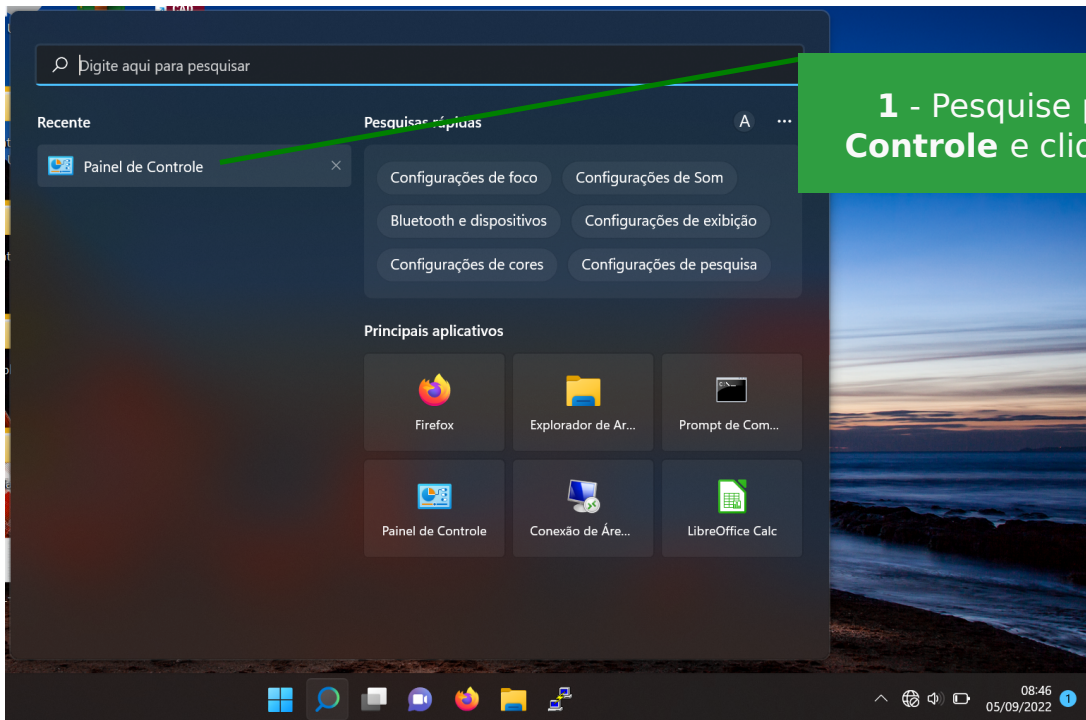 CAD
Digite aqui para pesquisar
1 - Pesquise
Controle e
Recente
Pesquisas rápidas
A
Painel de Controle
Configurações de foco
Configurações de Som
Bluetooth e dispositivos
Configurações de exibição
Configurações de cores
Configurações de pesquisa
Principais aplicativos
Firefox
Explorador de Ar...
Prompt de Com...
Painel de Controle
Conexão de Áre...
LibreOffice Calc
08:46
05/09/2022
1